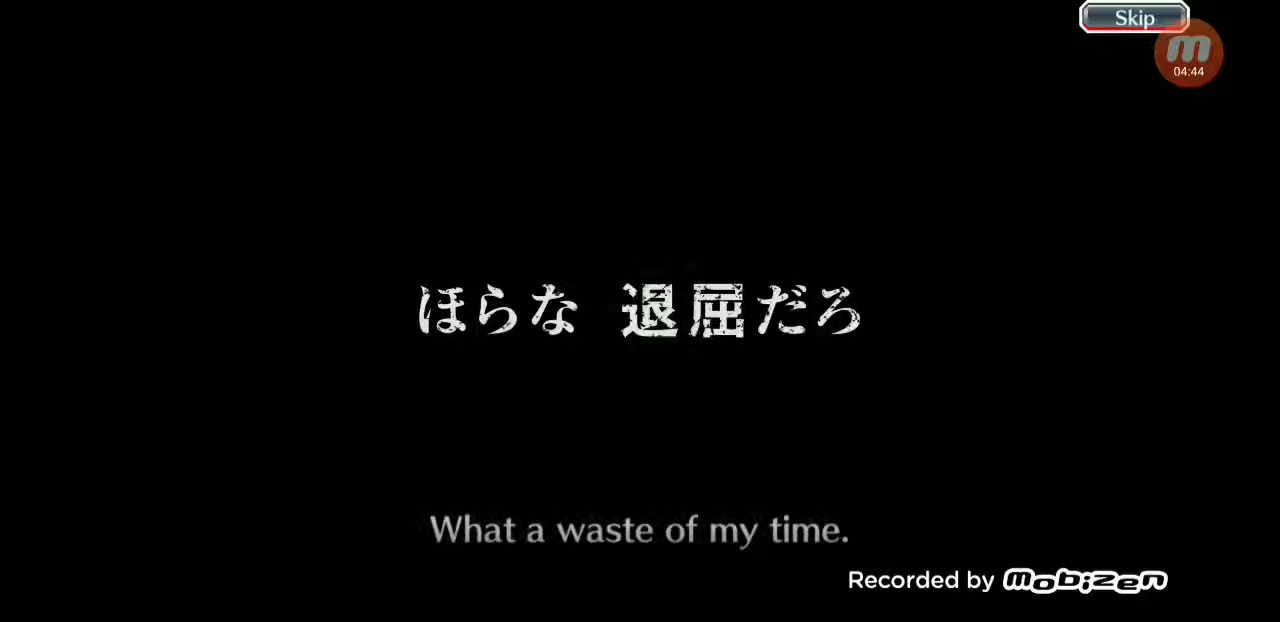 Skip
m
04:44
ほらな 退屈だろ
What a waste of my time.
Recorded by mobizen